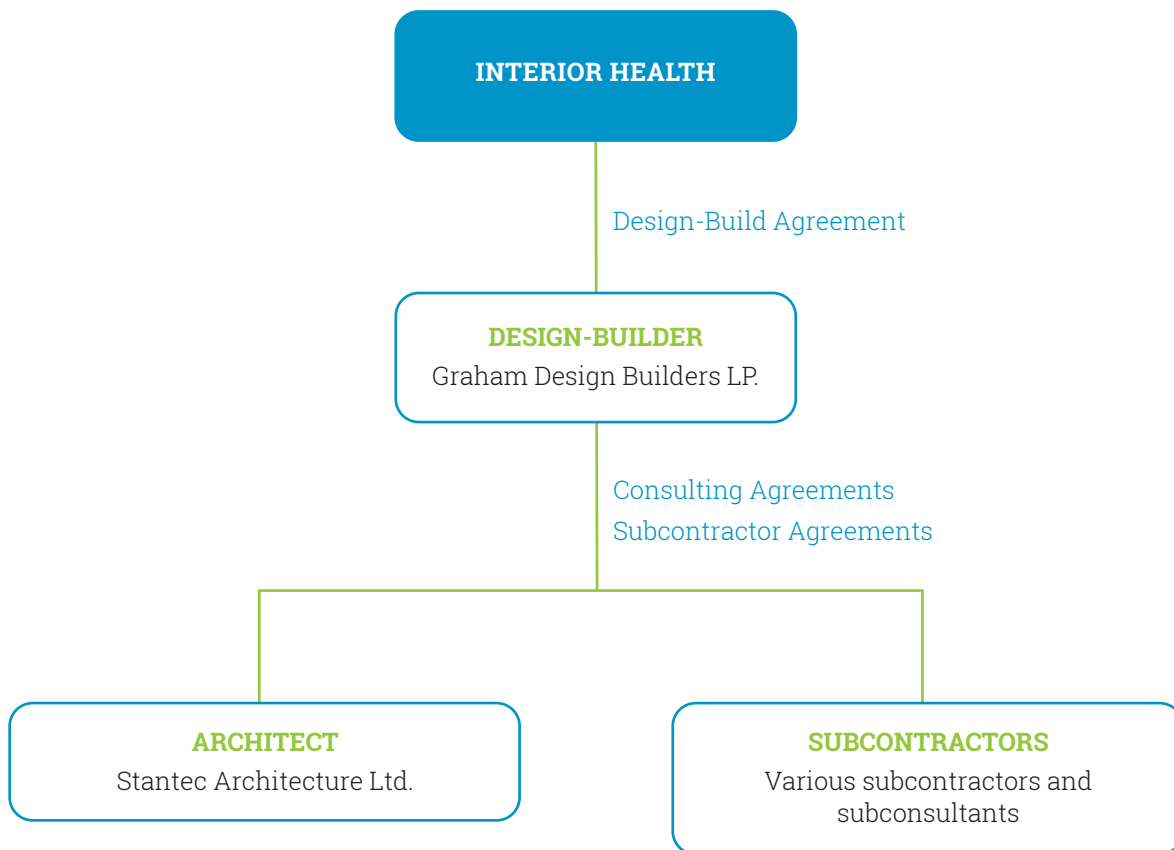 INTERIOR HEALTH
Design-Build Agreement
DESIGN-BUILDER
Graham Design Builders LP.
Consulting Agreements
Subcontractor Agreements
ARCHITECT
Stantec Architecture Ltd.
SUBCONTRACTORS
Various subcontractors and
subconsultants